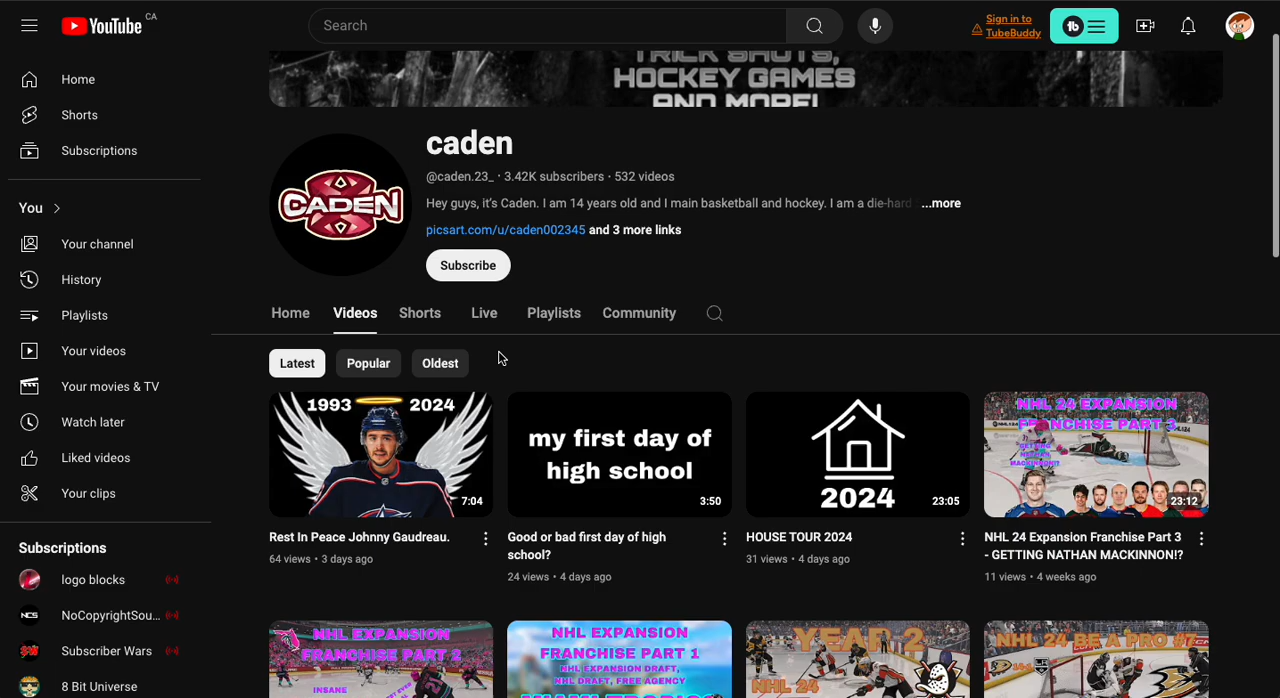 YouTube CA
Search
Sign in to
TubeBuddy
tb
Home
Shorts
Subscriptions
You
Your channel
History
Playlists
Your videos
Your movies & TV
Watch later
Liked videos
Your clips
Subscriptions
logo blocks
NCS
NoCopyrightSou...
Subscriber Wars
8 Bit Universe
TRICK SHOTS,
HOCKEY GAMES
AND MORE!
CADEN
caden
@caden.23_ · 3.42K subscribers · 532 videos
Hey guys, it's Caden. I am 14 years old and I main basketball and hockey. I am a die-hard ...more
picsart.com/u/caden002345 and 3 more links
Subscribe
Home Videos Shorts Live Playlists Community
Latest Popular Oldest
1993 2024
7:04
Rest In Peace Johnny Gaudreau.
64 views · 3 days ago
my first day of
high school
3:50
Good or bad first day of high
school?
24 views · 4 days ago
2024
23:05
HOUSE TOUR 2024
31 views · 4 days ago
NHL 24 EXPANSION
FRANCHISE PART 3
GETTING
NATHAN
MACKINNON!!
23:12
NHL 24 Expansion Franchise Part 3
- GETTING NATHAN MACKINNON!?
11 views · 4 weeks ago
NHL EXPANSION
FRANCHISE PART 2
INSANE
NHL EXPANSION
FRANCHISE PART 1
NHL EXPANSION DRAFT,
NHL DRAFT, FREE AGENCY
YEAR 2
NHL 24
NHL 24 BE A PRO #7